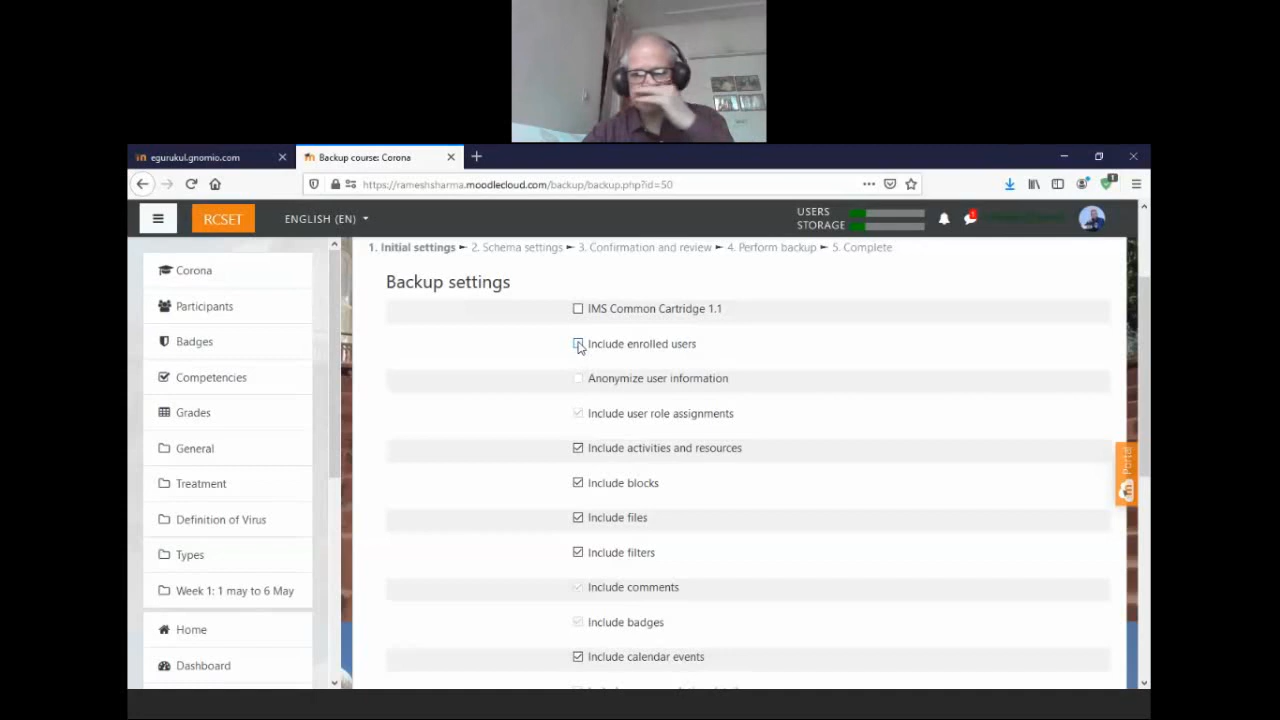 egurukul.gnomio.com
Backup course: Corona
https://rameshsharma.moodlecloud.com/backup/backup.php?id=50
RCSET
ENGLISH (EN)
USERS
STORAGE
1. Initial settings ► 2. Schema settings ► 3. Confirmation and review ► 4. Perform backup ► 5. Complete
Corona
Participants
Badges
Competencies
Grades
General
Treatment
Definition of Virus
Types
Week 1: 1 may to 6 May
Home
Dashboard
Backup settings
IMS Common Cartridge 1.1
Include enrolled users
Anonymize user information
Include user role assignments
Include activities and resources
Include blocks
Include files
Include filters
Include comments
Include badges
Include calendar events
Portal